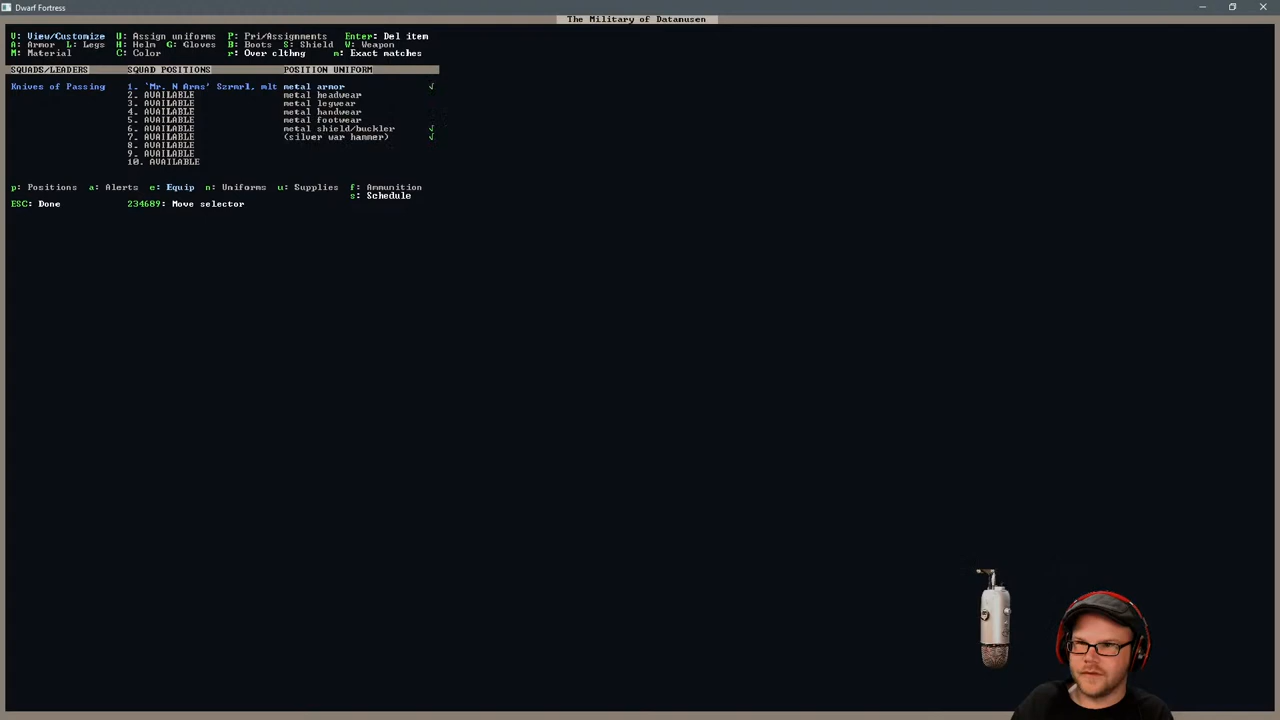 Dwarf Fortress
The Military of Datanusen
V: View/Customize U: Assign uniforms P: Pri/Assignments Enter: Del item
A: Armor L: Legs H: Helm G: Gloves B: Boots S: Shield W: Weapon
M: Material C: Color r: Over clthng m: Exact matches
SQUADS/LEADERS SQUAD POSITIONS POSITION UNIFORM
Knives of Passing 1. `Mr. N Arms' Szrmrl, mlt metal armor √
2. AVAILABLE metal headwear
3. AVAILABLE metal legwear
4. AVAILABLE metal handwear
5. AVAILABLE metal footwear
6. AVAILABLE metal shield/buckler √
7. AVAILABLE (silver war hammer) √
8. AVAILABLE
9. AVAILABLE
10. AVAILABLE
p: Positions a: Alerts e: Equip n: Uniforms u: Supplies f: Ammunition
s: Schedule
ESC: Done 234689: Move selector